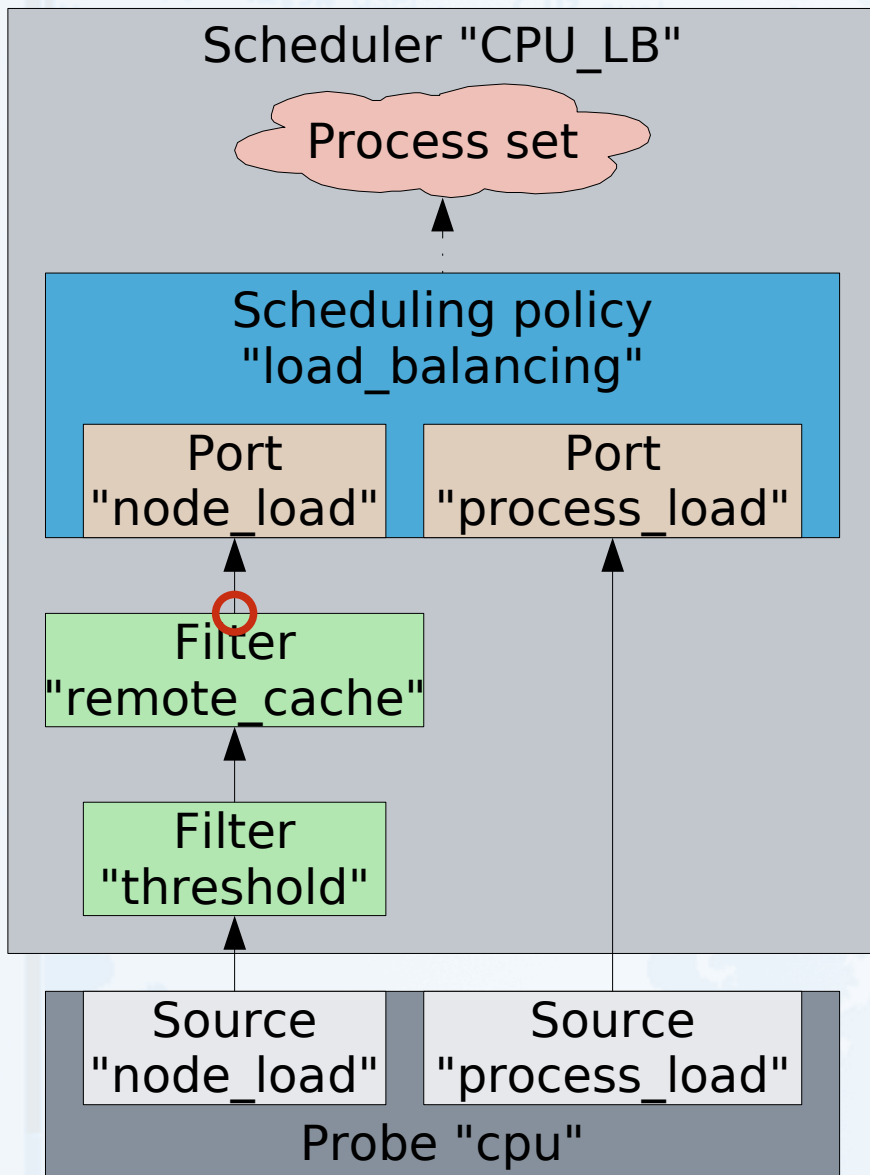 Scheduler "CPU_LB"
Process set
Scheduling policy
"load_balancing"
Port
"node_load"
Port
"process_load"
Filter
"remote_cache"
Filter
"threshold"
Source
"node_load"
Source
"process_load"
Probe "cpu"